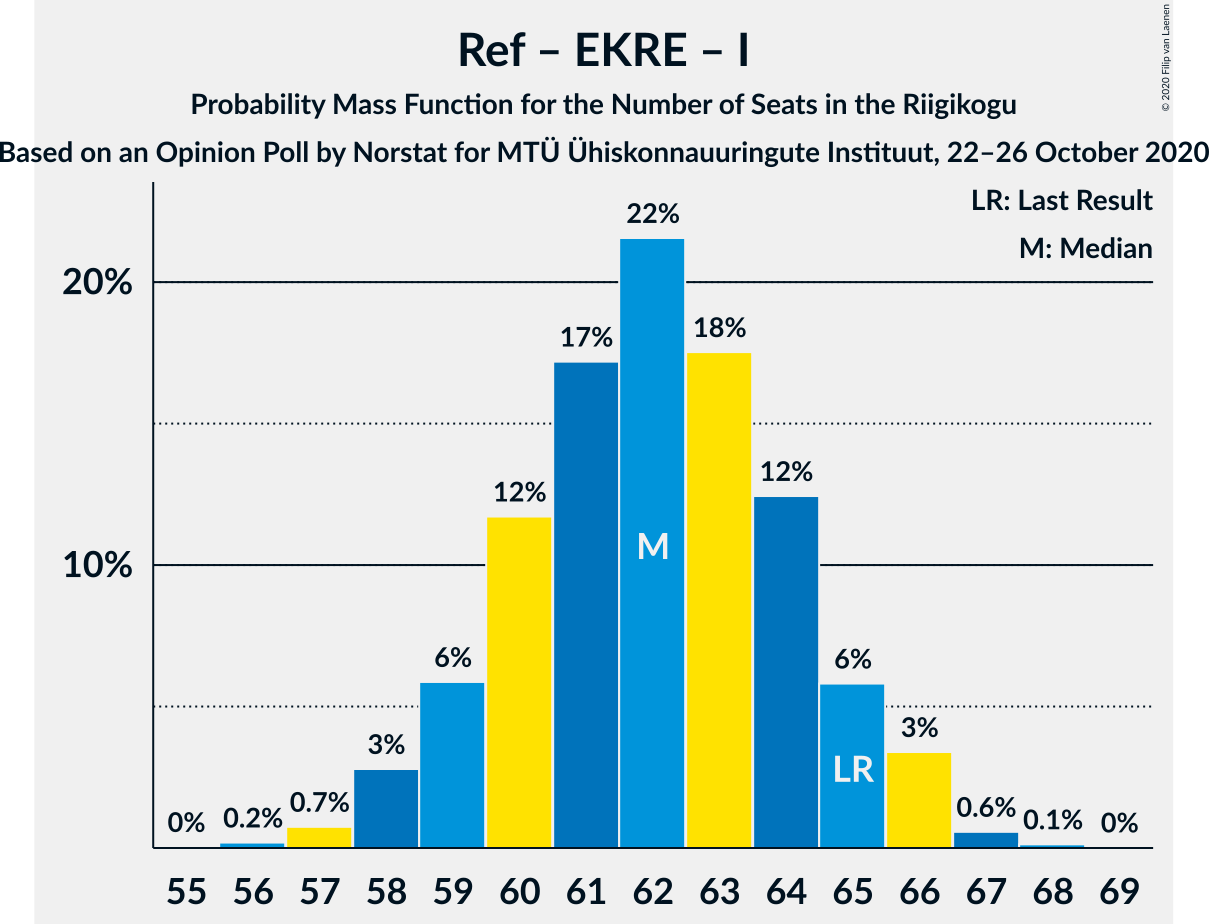 Ref – EKRE – I
Probability Mass Function for the Number of Seats in the Riigikogu
Based on an Opinion Poll by Norstat for MTÜ Ühiskonnauuringute Instituut, 22–26 October 2020
© 2020 Filip van Laenen
LR: Last Result
M: Median
22%
20%
18%
17%
12%
12%
M
10%
6%
6%
3%
3%
LR
0% 0.2% 0.7% 0.6% 0.1% 0%
55 56 57 58 59 60 61 62 63 64 65 66 67 68 69